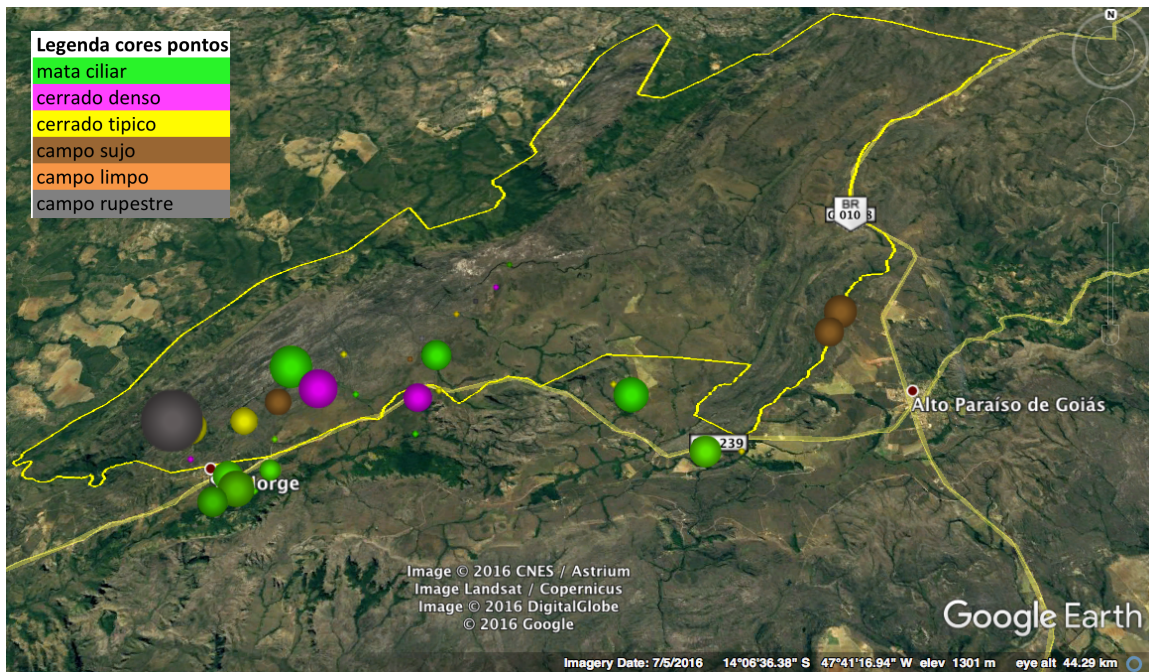 Legenda cores pontos
mata ciliar
cerrado denso
cerrado tipico
campo sujo
campo limpo
campo rupestre
N
BR
010
239
Alto Paraíso de Goiás
Jorge
Image © 2016 CNES / Astrium
Image Landsat / Copernicus
Image © 2016 DigitalGlobe
© 2016 Google
Google Earth
Imagery Date: 7/5/2016 14°06'36.38" S 47°41'16.94" W elev 1301 m eye alt 44.29 km